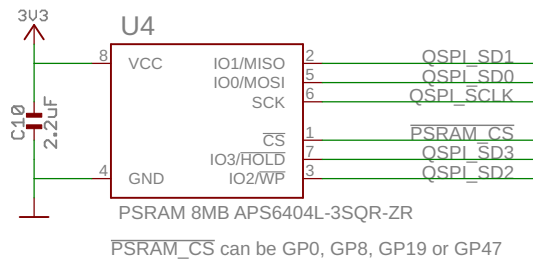 3V3
U4
8 VCC IO1/MISO 2 QSPI_SD1
IO0/MOSI 5 QSPI_SD0
SCK 6 QSPI_SCLK
C10
2.2uF
CS 1 PSRAM_CS
IO3/HOLD 7 QSPI_SD3
4 GND IO2/WP 3 QSPI_SD2
PSRAM 8MB APS6404L-3SQR-ZR
PSRAM_CS can be GP0, GP8, GP19 or GP47